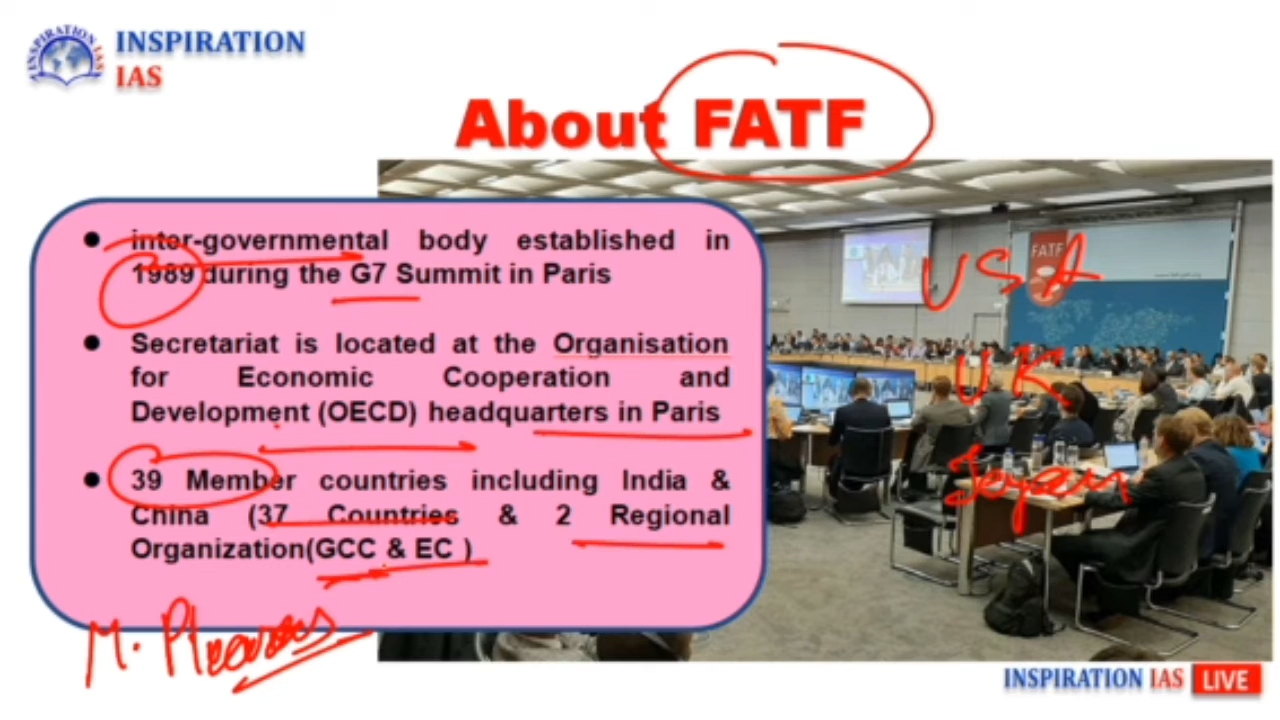 INSPIRATION
IAS
About FATF
• inter-governmental body established in
1989 during the G7 Summit in Paris
• Secretariat is located at the Organisation
for Economic Cooperation and
Development (OECD) headquarters in Paris
• 39 Member countries including India &
China (37 Countries & 2 Regional
Organization(GCC & EC )
FATF
USA
UK
Japan
INSPIRATION IAS LIVE